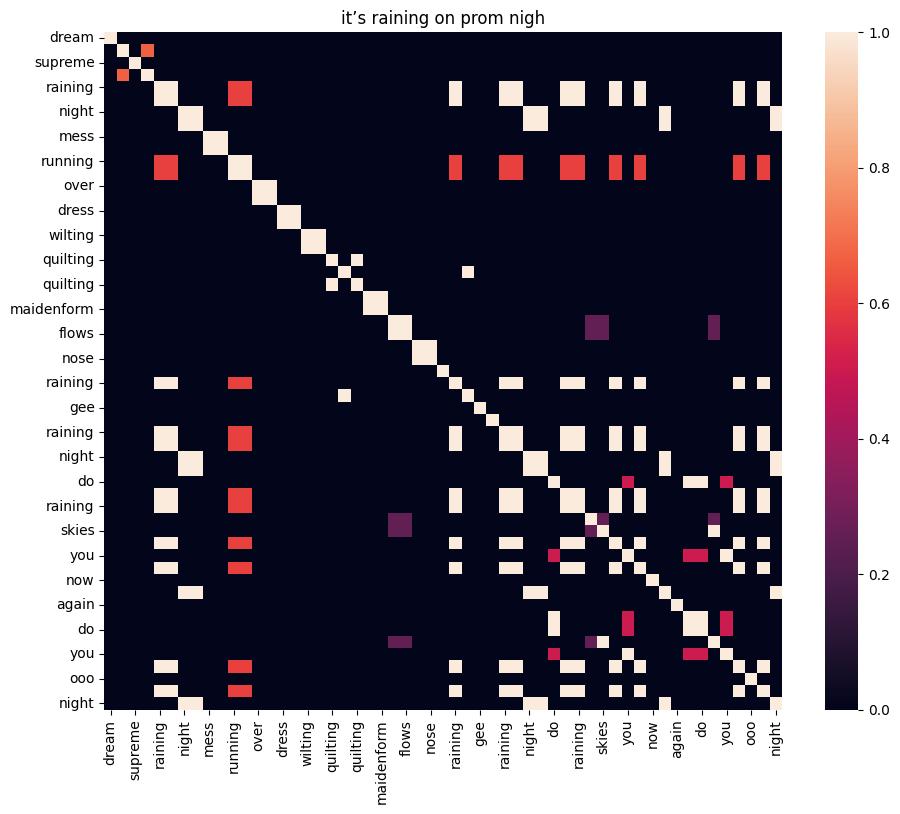 it’s raining on prom nigh
dream
supreme
raining
night
mess
running
over
dress
wilting
quilting
quilting
maidenform
flows
nose
raining
gee
raining
night
do
raining
skies
you
now
again
do
you
ooo
night
dream
supreme
raining
night
mess
running
over
dress
wilting
quilting
quilting
maidenform
flows
nose
raining
gee
raining
night
do
raining
skies
you
now
again
do
you
ooo
night
1.0
0.8
0.6
0.4
0.2
0.0